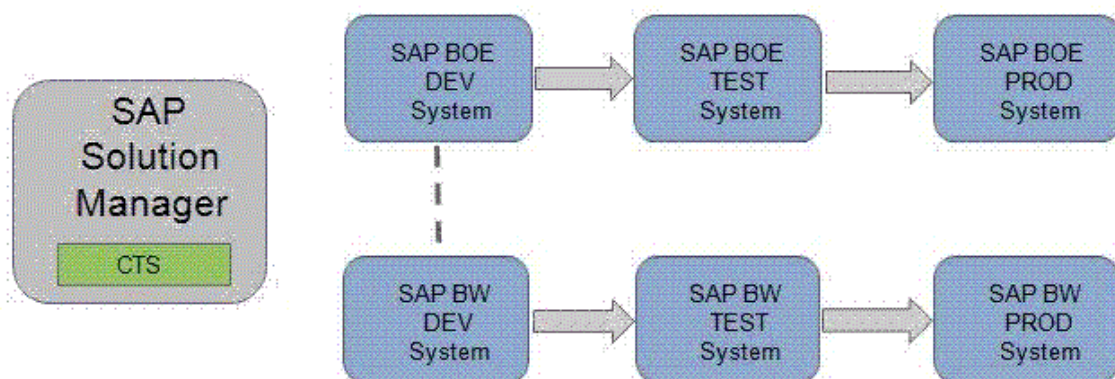 SAP
Solution
Manager
CTS
SAP BOE
DEV
System
SAP BOE
TEST
System
SAP BOE
PROD
System
SAP BW
DEV
System
SAP BW
TEST
System
SAP BW
PROD
System